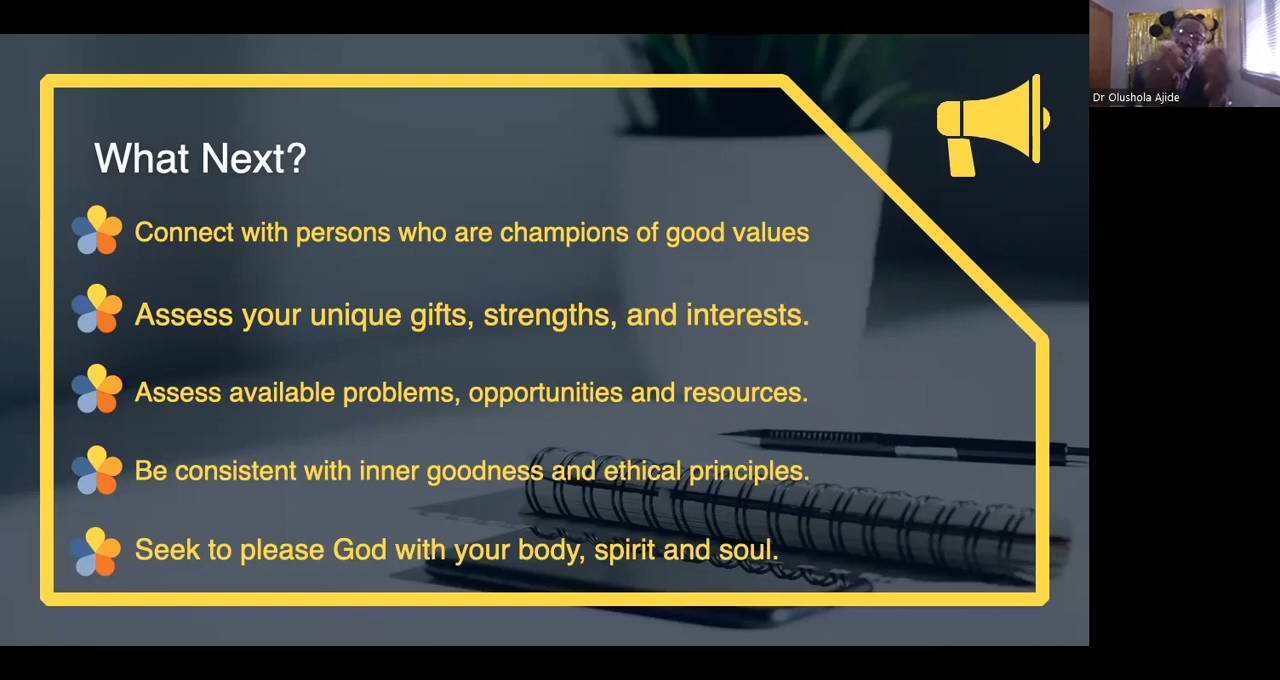 What Next?
Connect with persons who are champions of good values
Assess your unique gifts, strengths, and interests.
Assess available problems, opportunities and resources.
Be consistent with inner goodness and ethical principles.
Seek to please God with your body, spirit and soul.
Dr Olushola Ajide